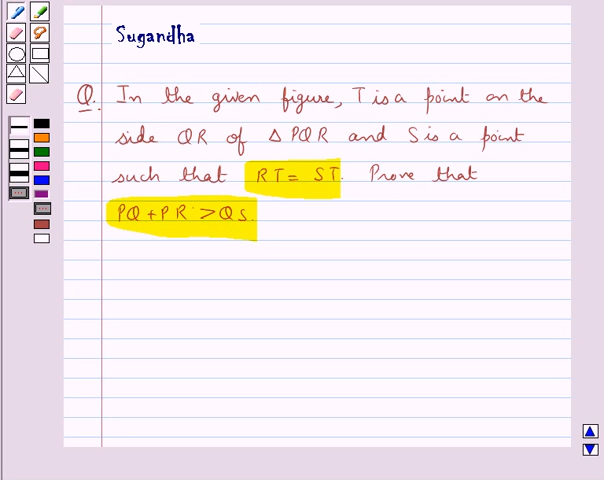 Sugandha
Q. In the given figure, T is a point on the
side QR of △ PQR and S is a point
such that RT = ST. Prove that
PQ + PR > QS.